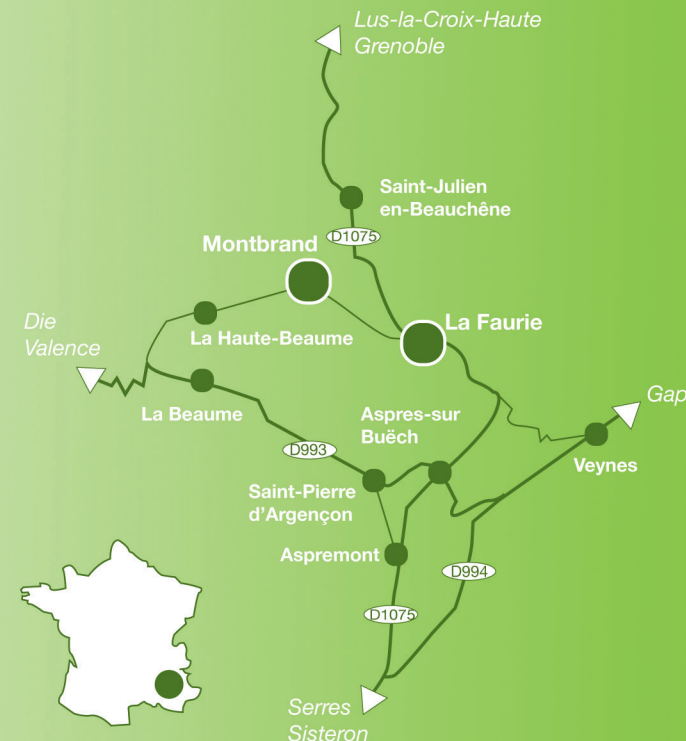 Lus-la-Croix-Haute
Grenoble
Saint-Julien
en-Beauchêne
D1075
Montbrand
La Faurie
Die
Valence
La Haute-Beaume
La Beaume
Aspres-sur
Buëch
Gap
D993
Veynes
Saint-Pierre
d'Argençon
Aspremont
D994
D1075
Serres
Sisteron